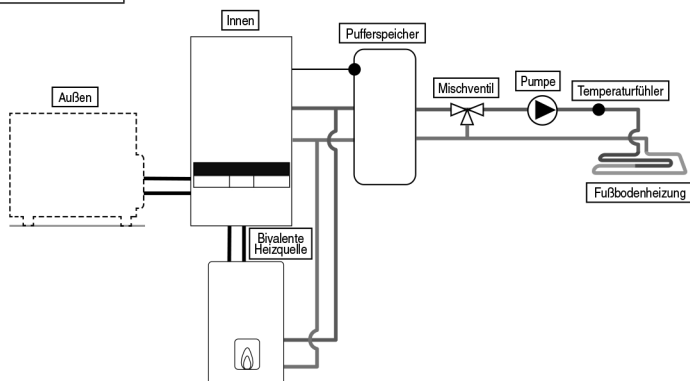 Innen
Pufferspeicher
Mischventil
Pumpe
Temperaturfühler
Außen
Fußbodenheizung
Bivalente
Heizquelle